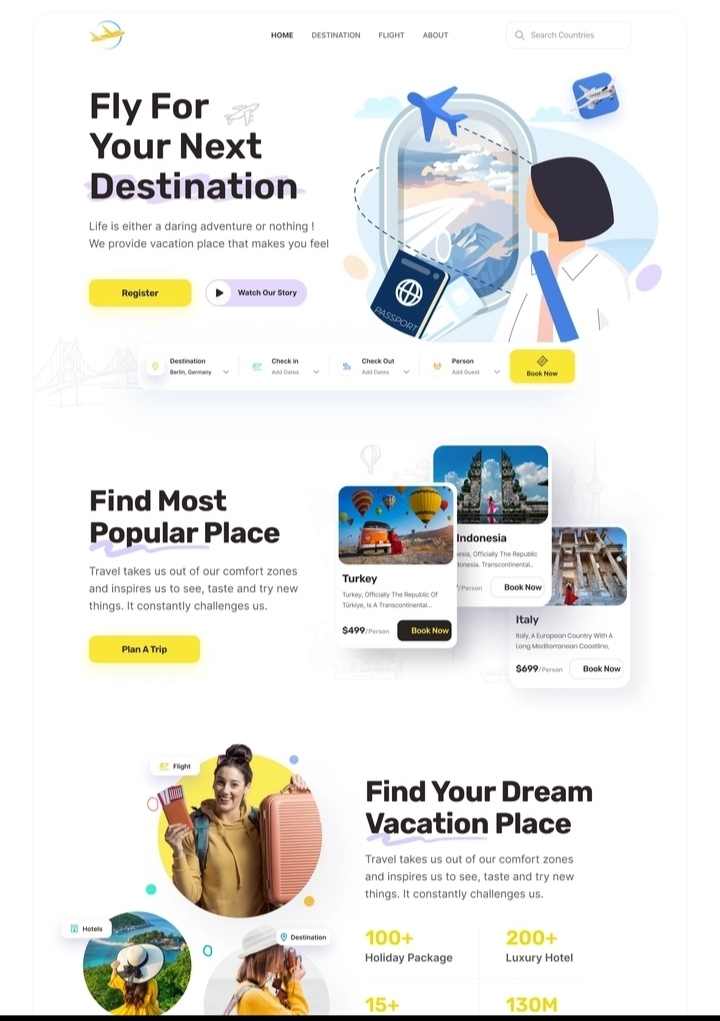 HOME
DESTINATION
FLIGHT
ABOUT
Search Countries
Fly For
Your Next
Destination
Life is either a daring adventure or nothing !
We provide vacation place that makes you feel
Register
Watch Our Story
PASSPORT
Destination
Berlin, Germany
Check in
Add Dates
Check Out
Add Dates
Person
Add Guest
Book Now
Find Most
Popular Place
Travel takes us out of our comfort zones
and inspires us to see, taste and try new
things. It constantly challenges us.
Plan A Trip
Turkey
Turkey, Officially The Republic Of
Türkiye, Is A Transcontinental...
$499/Person
Book Now
Indonesia
esia, Officially The Republic
onesia. Transcontinental..
/Person
Book Now
Italy
Italy, A European Country With A
Long Mediterranean Coastline,
$699/Person
Book Now
Flight
Hotels
Destination
Find Your Dream
Vacation Place
Travel takes us out of our comfort zones
and inspires us to see, taste and try new
things. It constantly challenges us.
100+
Holiday Package
200+
Luxury Hotel
15+
130M